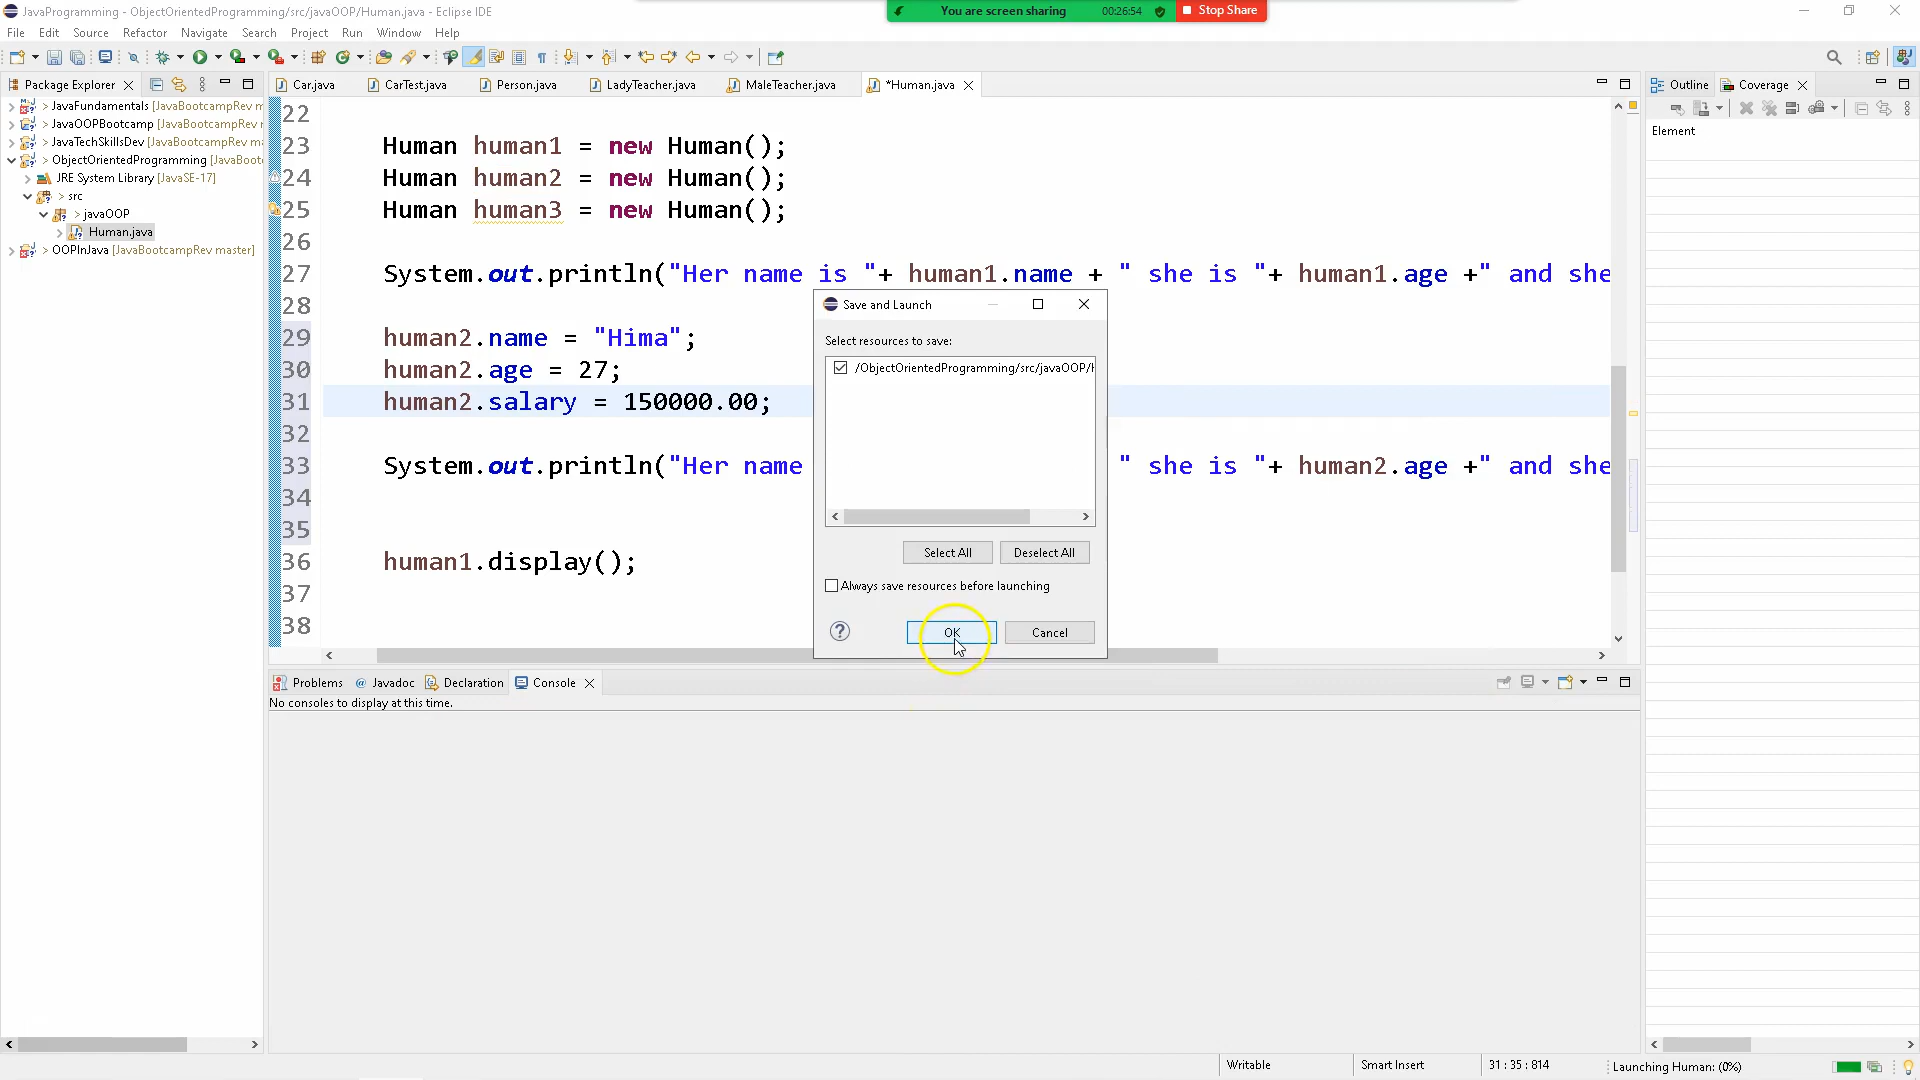 JavaProgramming - ObjectOrientedProgramming/src/javaOOP/Human.java - Eclipse IDE
You are screen sharing 00:26:54 Stop Share
File Edit Source Refactor Navigate Search Project Run Window Help
Package Explorer
Car.java CarTest.java Person.java LadyTeacher.java MaleTeacher.java *Human.java
Outline Coverage
JavaFundamentals [JavaBootcampRev m
JavaOOPBootcamp [JavaBootcampRev
JavaTechSkillsDev [JavaBootcampRev ma
ObjectOrientedProgramming [JavaBoot
JRE System Library [JavaSE-17]
src
javaOOP
Human.java
OOPInJava [JavaBootcampRev master]
22
23 Human human1 = new Human();
24 Human human2 = new Human();
25 Human human3 = new Human();
26
27 System.out.println("Her name is "+ human1.name + " she is "+ human1.age +" and she
28
29 human2.name = "Hima";
30 human2.age = 27;
31 human2.salary = 150000.00;
32
33 System.out.println("Her name " she is "+ human2.age +" and she
34
35
36 human1.display();
37
38
Save and Launch
Select resources to save:
/ObjectOrientedProgramming/src/javaOOP/H
Select All Deselect All
Always save resources before launching
OK Cancel
Element
Problems Javadoc Declaration Console
No consoles to display at this time.
Writable Smart Insert 31 : 35 : 814 Launching Human: (0%)